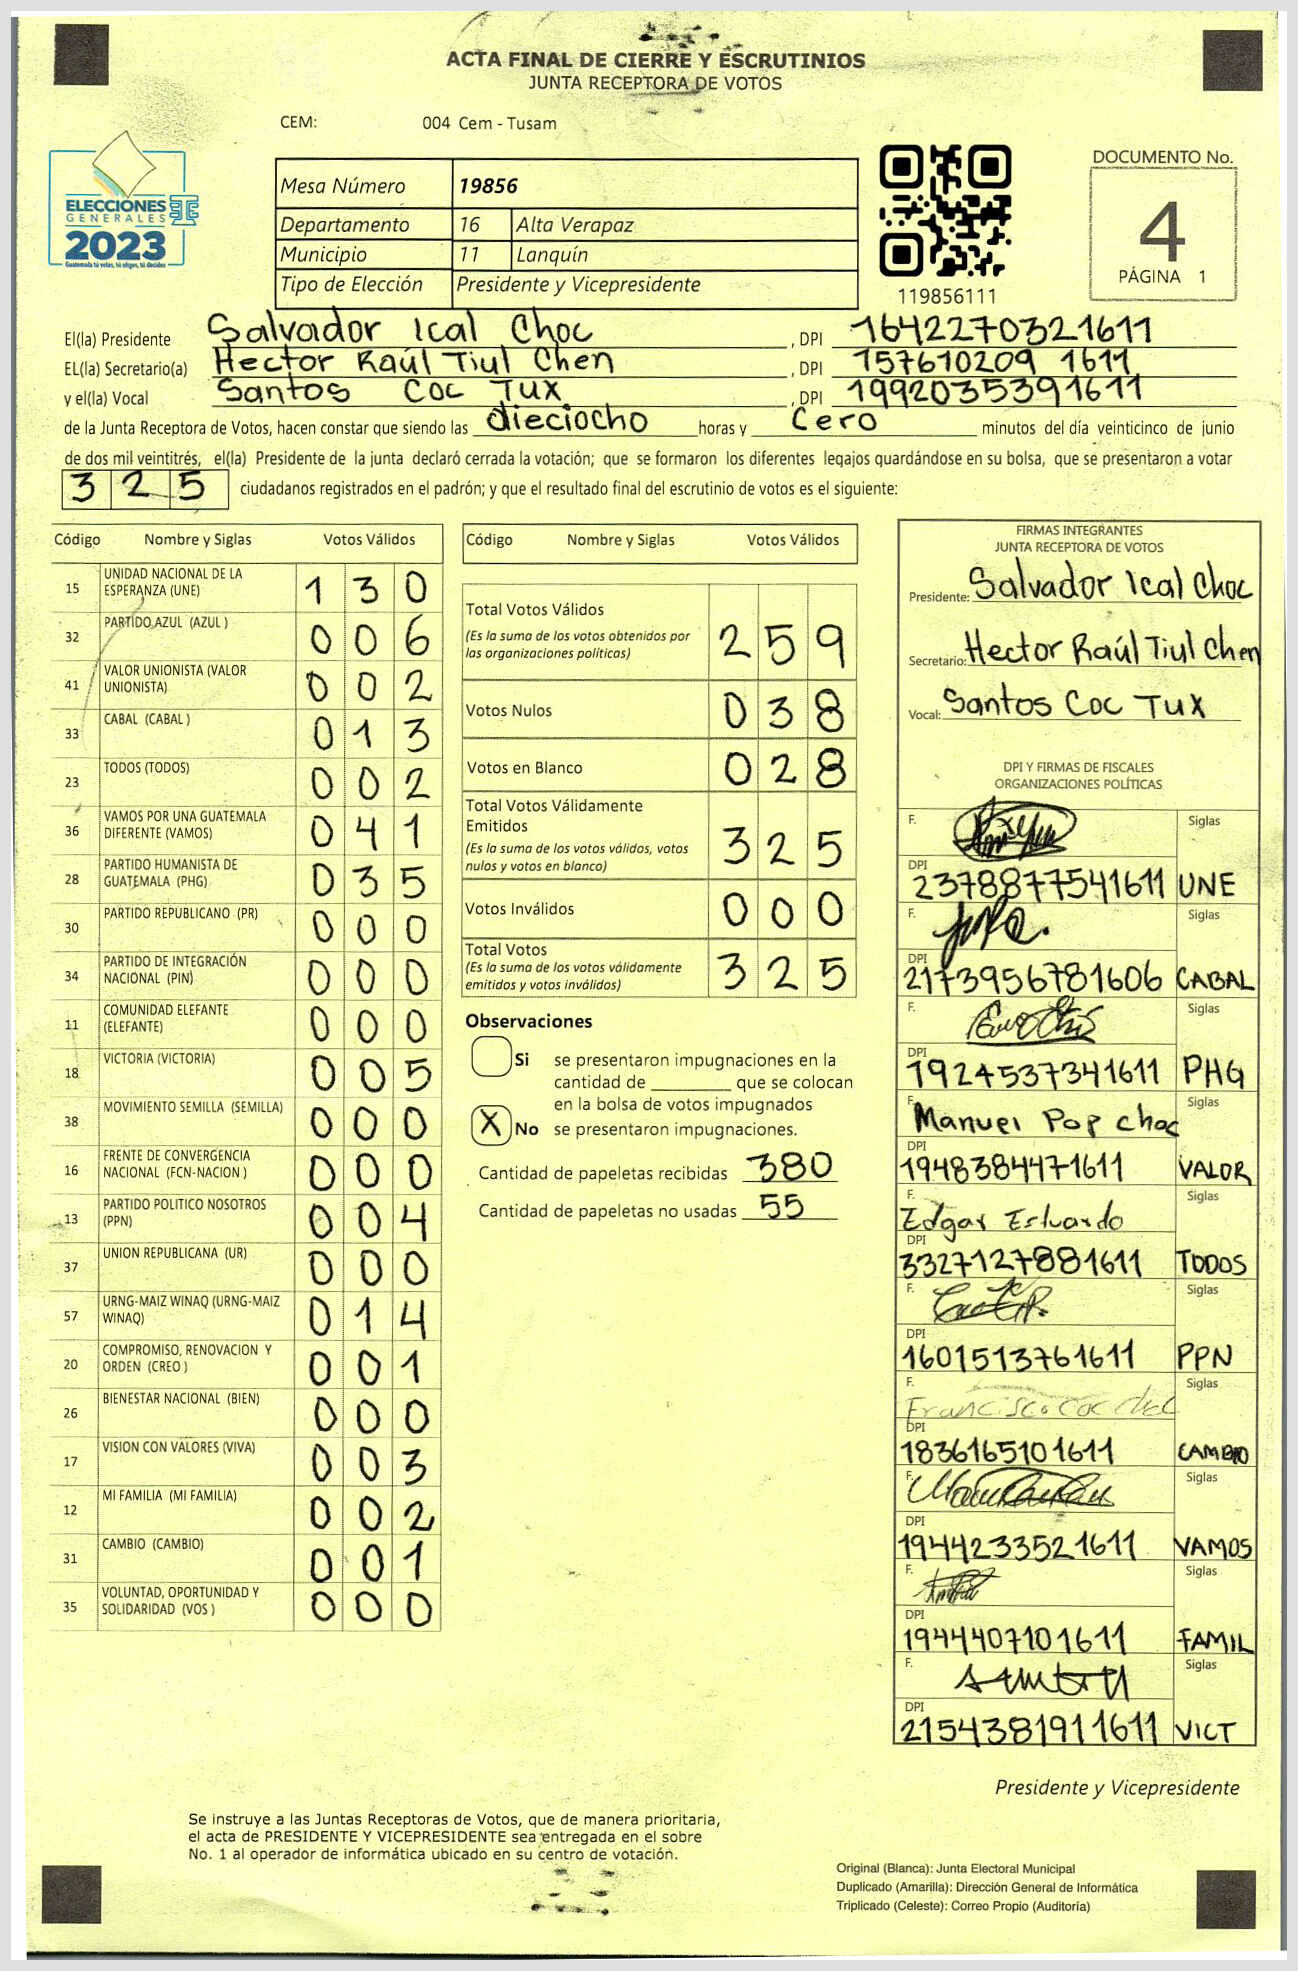 ACTA FINAL DE CIERRE Y ESCRUTINIOS
JUNTA RECEPTORA DE VOTOS
CEM: 004 Cem - Tusam
ELECCIONES
GENERALES
2023
Guatemala tú votas, tú eliges, tú decides
Mesa Número 19856
Departamento 16 Alta Verapaz
Municipio 11 Lanquín
Tipo de Elección Presidente y Vicepresidente
119856111
DOCUMENTO No.
4
PÁGINA 1
El(la) Presidente Salvador Ical Choc , DPI 1642270321611
EL(la) Secretario(a) Hector Raúl Tiul Chen , DPI 157610209 1611
y el(la) Vocal Santos Coc Tux , DPI 1992035391611
de la Junta Receptora de Votos, hacen constar que siendo las dieciocho horas y Cero minutos del día veinticinco de junio
de dos mil veintitrés, el(la) Presidente de la junta declaró cerrada la votación; que se formaron los diferentes legajos guardándose en su bolsa, que se presentaron a votar
325 ciudadanos registrados en el padrón; y que el resultado final del escrutinio de votos es el siguiente:
Código Nombre y Siglas Votos Válidos
15 UNIDAD NACIONAL DE LA ESPERANZA (UNE) 1 3 0
32 PARTIDO AZUL (AZUL ) 0 0 6
41 VALOR UNIONISTA (VALOR UNIONISTA) 0 0 2
33 CABAL (CABAL ) 0 1 3
23 TODOS (TODOS) 0 0 2
36 VAMOS POR UNA GUATEMALA DIFERENTE (VAMOS) 0 4 1
28 PARTIDO HUMANISTA DE GUATEMALA (PHG) 0 3 5
30 PARTIDO REPUBLICANO (PR) 0 0 0
34 PARTIDO DE INTEGRACIÓN NACIONAL (PIN) 0 0 0
11 COMUNIDAD ELEFANTE (ELEFANTE) 0 0 0
18 VICTORIA (VICTORIA) 0 0 5
38 MOVIMIENTO SEMILLA (SEMILLA) 0 0 0
16 FRENTE DE CONVERGENCIA NACIONAL (FCN-NACION ) 0 0 0
13 PARTIDO POLITICO NOSOTROS (PPN) 0 0 4
37 UNION REPUBLICANA (UR) 0 0 0
57 URNG-MAIZ WINAQ (URNG-MAIZ WINAQ) 0 1 4
20 COMPROMISO, RENOVACION Y ORDEN (CREO ) 0 0 1
26 BIENESTAR NACIONAL (BIEN) 0 0 0
17 VISION CON VALORES (VIVA) 0 0 3
12 MI FAMILIA (MI FAMILIA) 0 0 2
31 CAMBIO (CAMBIO) 0 0 1
35 VOLUNTAD, OPORTUNIDAD Y SOLIDARIDAD (VOS ) 0 0 0
Código Nombre y Siglas Votos Válidos
Total Votos Válidos 2 5 9
(Es la suma de los votos obtenidos por
las organizaciones políticas)
Votos Nulos 0 3 8
Votos en Blanco 0 2 8
Total Votos Válidamente
Emitidos 3 2 5
(Es la suma de los votos válidos, votos
nulos y votos en blanco)
Votos Inválidos 0 0 0
Total Votos 3 2 5
(Es la suma de los votos válidamente
emitidos y votos inválidos)
Observaciones
Si se presentaron impugnaciones en la
cantidad de ________ que se colocan
en la bolsa de votos impugnados
X No se presentaron impugnaciones.
Cantidad de papeletas recibidas 380
Cantidad de papeletas no usadas 55
FIRMAS INTEGRANTES
JUNTA RECEPTORA DE VOTOS
Presidente: Salvador Ical Choc
Secretario: Hector Raúl Tiul Chen
Vocal: Santos Coc Tux
DPI Y FIRMAS DE FISCALES
ORGANIZACIONES POLÍTICAS
F. Siglas
DPI
2378877541611 UNE
F. Siglas
DPI
2173956781606 CABAL
F. Siglas
DPI
1924537341611 PHG
F. Manuel Pop choc Siglas
DPI
1948384471611 VALOR
F. Edgar Estuardo Siglas
DPI
3327127881611 TODOS
F. Siglas
DPI
1601513761611 PPN
F. Francisco Coc Siglas
DPI
1836165101611 CAMBIO
F. Siglas
DPI
1944233521611 VAMOS
F. Siglas
DPI
1944407101611 FAMIL
F. Siglas
DPI
2154381911611 VICT
Presidente y Vicepresidente
Se instruye a las Juntas Receptoras de Votos, que de manera prioritaria,
el acta de PRESIDENTE Y VICEPRESIDENTE sea entregada en el sobre
No. 1 al operador de informática ubicado en su centro de votación.
Original (Blanca): Junta Electoral Municipal
Duplicado (Amarilla): Dirección General de Informática
Triplicado (Celeste): Correo Propio (Auditoría)